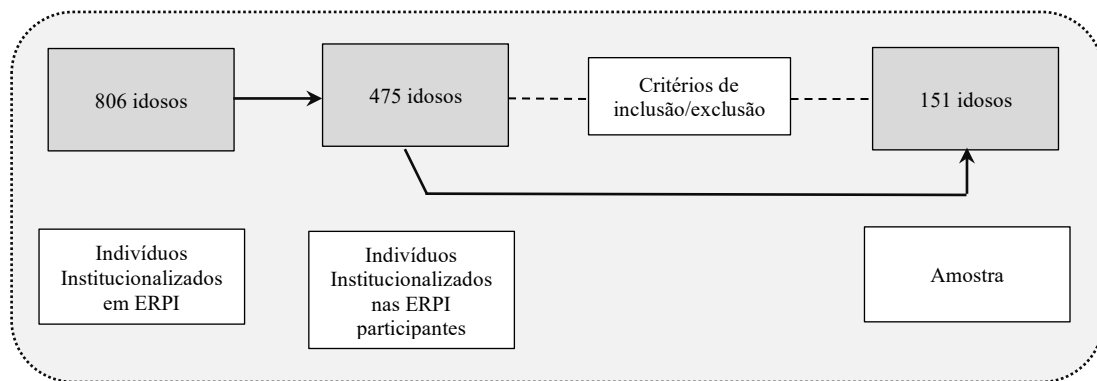 806 idosos
475 idosos
Critérios de
inclusão/exclusão
151 idosos
Indivíduos
Institucionalizados
em ERPI
Indivíduos
Institucionalizados
nas ERPI
participantes
Amostra